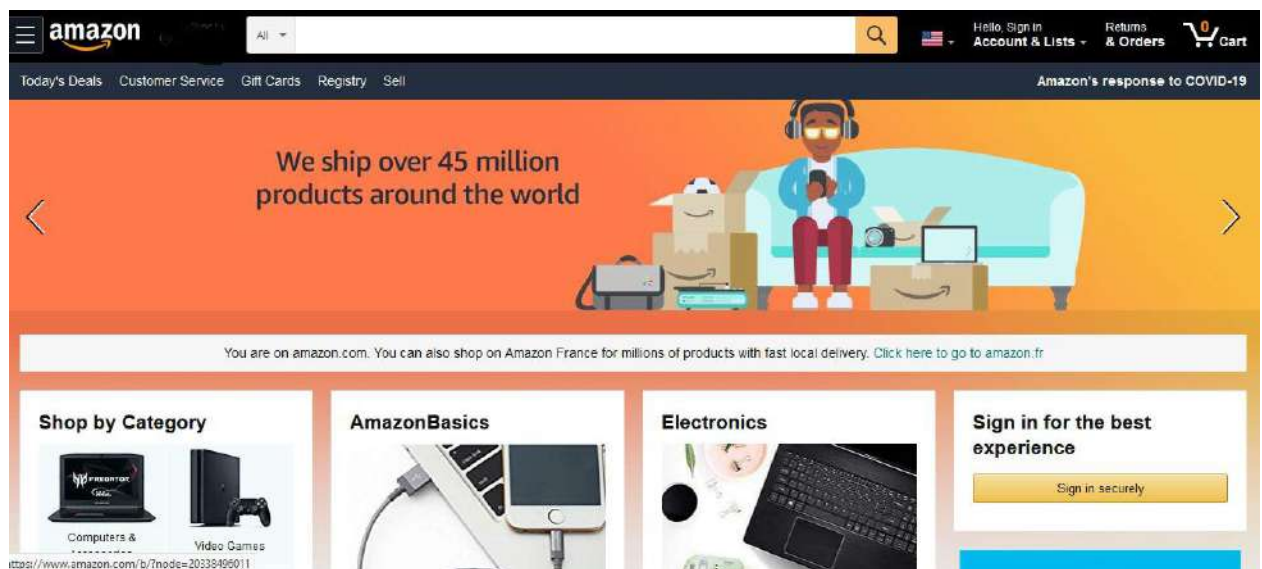 amazon
All
Hello, Sign in
Account & Lists
Returns
& Orders
0
Cart
Today's Deals Customer Service Gift Cards Registry Sell
Amazon's response to COVID-19
We ship over 45 million
products around the world
You are on amazon.com. You can also shop on Amazon France for millions of products with fast local delivery. Click here to go to amazon.fr
Shop by Category
PREDATOR
Computers &
Video Games
AmazonBasics
Electronics
Sign in for the best
experience
Sign in securely
https://www.amazon.com/b/?node=20338496011